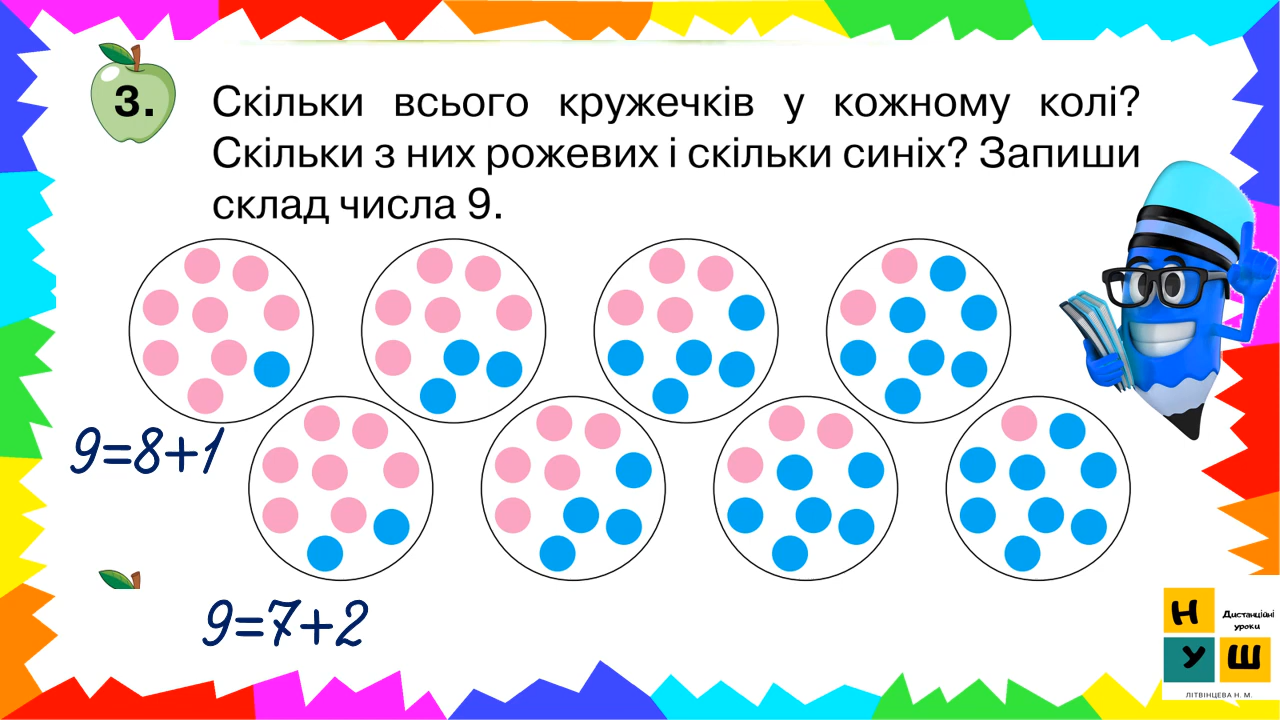 3.
Скільки всього кружечків у кожному колі?
Скільки з них рожевих і скільки синіх? Запиши
склад числа 9.
9=8+1
9=7+2
Н
Дистанційні
уроки
У Ш
ЛІТВІНЦЕВА Н. М.